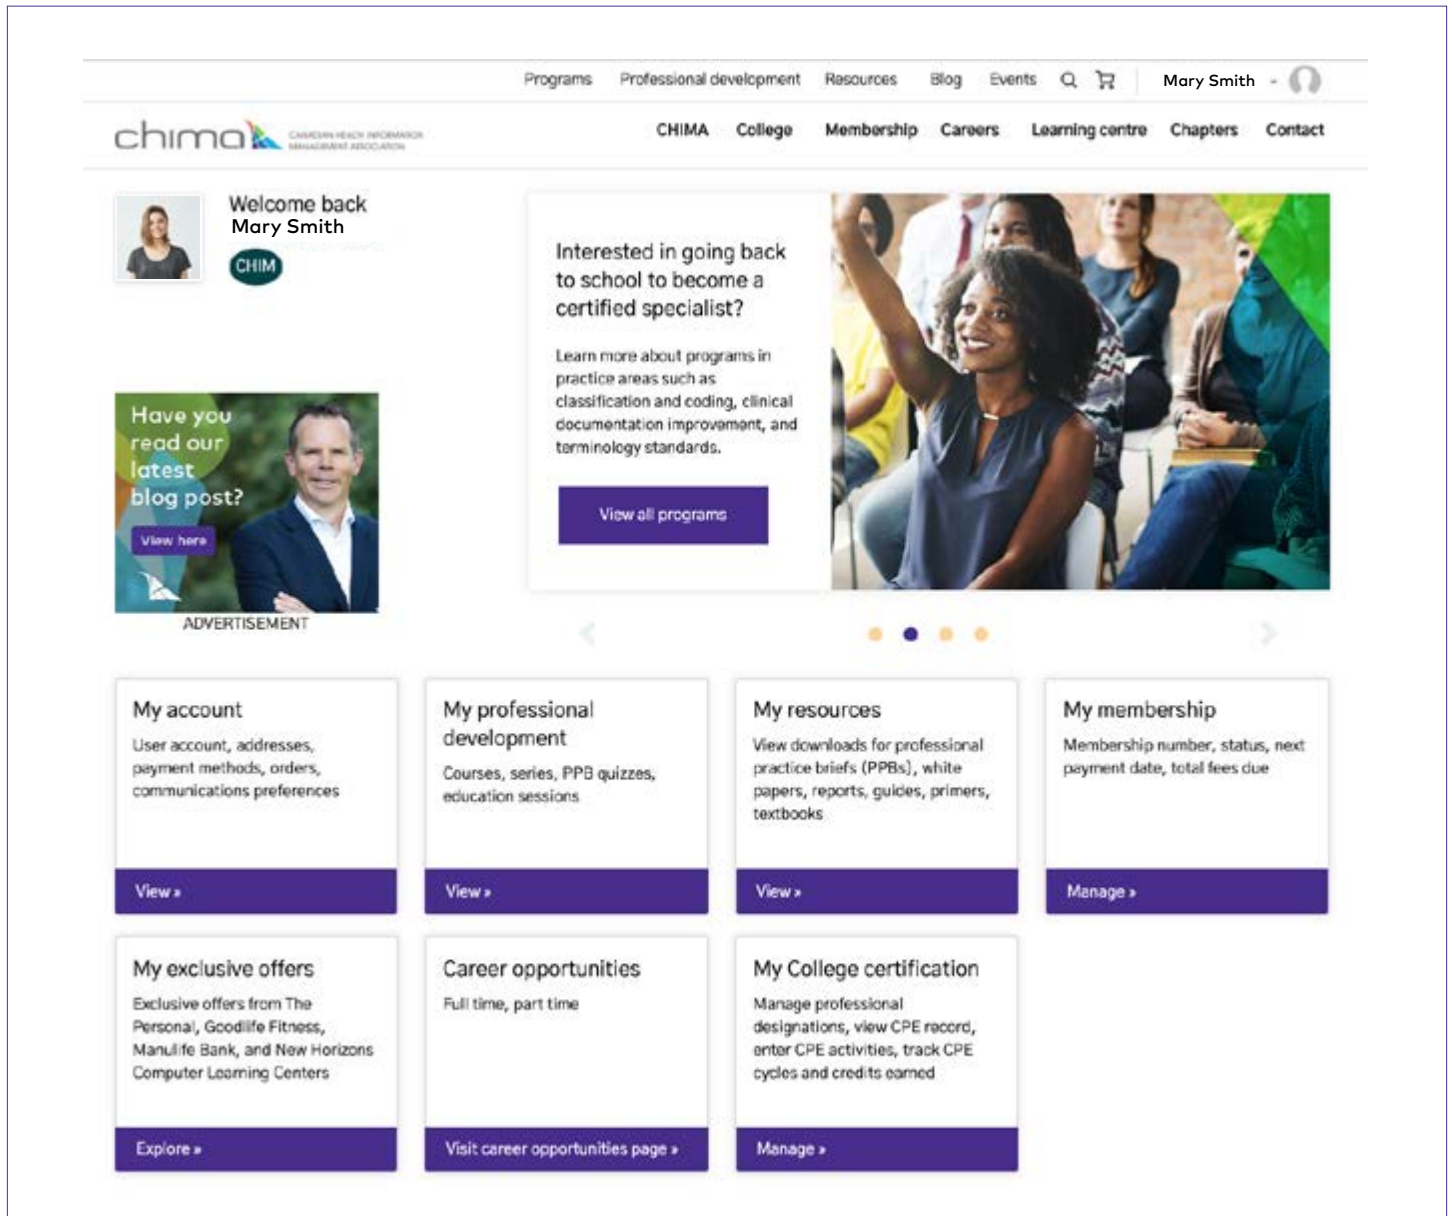 Programs Professional development Resources Blog Events Mary Smith
chima CANADIAN HEALTH INFORMATION
MANAGEMENT ASSOCIATION
CHIMA College Membership Careers Learning centre Chapters Contact
Welcome back
Mary Smith
CHIM
Have you
read our
latest
blog post?
View here
ADVERTISEMENT
Interested in going back
to school to become a
certified specialist?
Learn more about programs in
practice areas such as
classification and coding, clinical
documentation improvement, and
terminology standards.
View all programs
My account
User account, addresses,
payment methods, orders,
communications preferences
View »
My professional
development
Courses, series, PPB quizzes,
education sessions
View »
My resources
View downloads for professional
practice briefs (PPBs), white
papers, reports, guides, primers,
textbooks
View »
My membership
Membership number, status, next
payment date, total fees due
Manage »
My exclusive offers
Exclusive offers from The
Personal, Goodlife Fitness,
Manulife Bank, and New Horizons
Computer Learning Centers
Explore »
Career opportunities
Full time, part time
Visit career opportunities page »
My College certification
Manage professional
designations, view CPE record,
enter CPE activities, track CPE
cycles and credits earned
Manage »